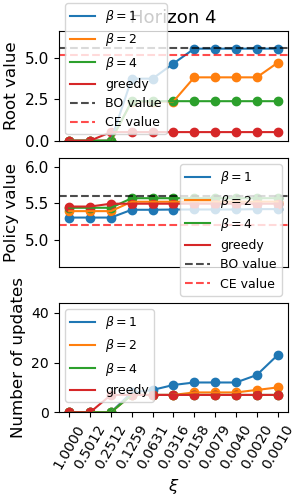 Horizon 4
Root value
5.0
2.5
0.0
β = 1
β = 2
β = 4
greedy
BO value
CE value
Policy value
6.0
5.5
5.0
β = 1
β = 2
β = 4
greedy
BO value
CE value
Number of updates
40
20
0
β = 1
β = 2
β = 4
greedy
1.0000
0.5012
0.2512
0.1259
0.0631
0.0316
0.0158
0.0079
0.0040
0.0020
0.0010
ξ